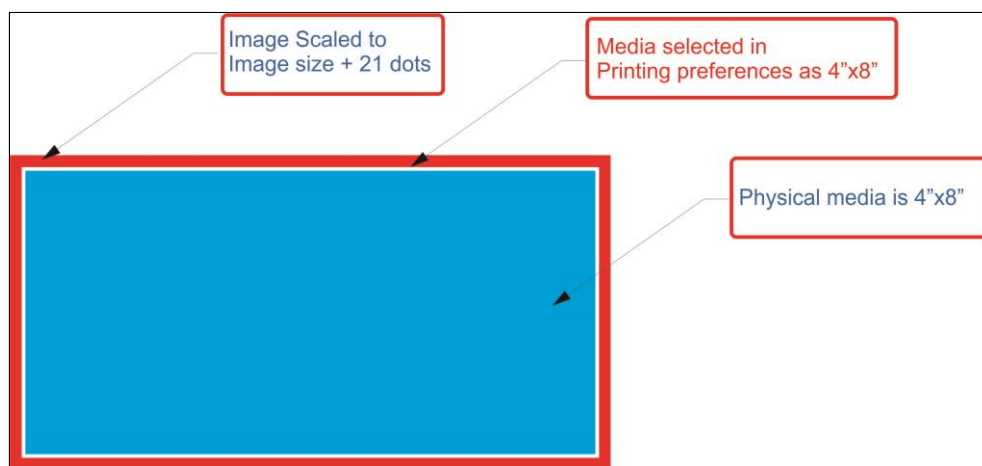 Image Scaled to
Image size + 21 dots
Media selected in
Printing preferences as 4”x8”
Physical media is 4”x8”